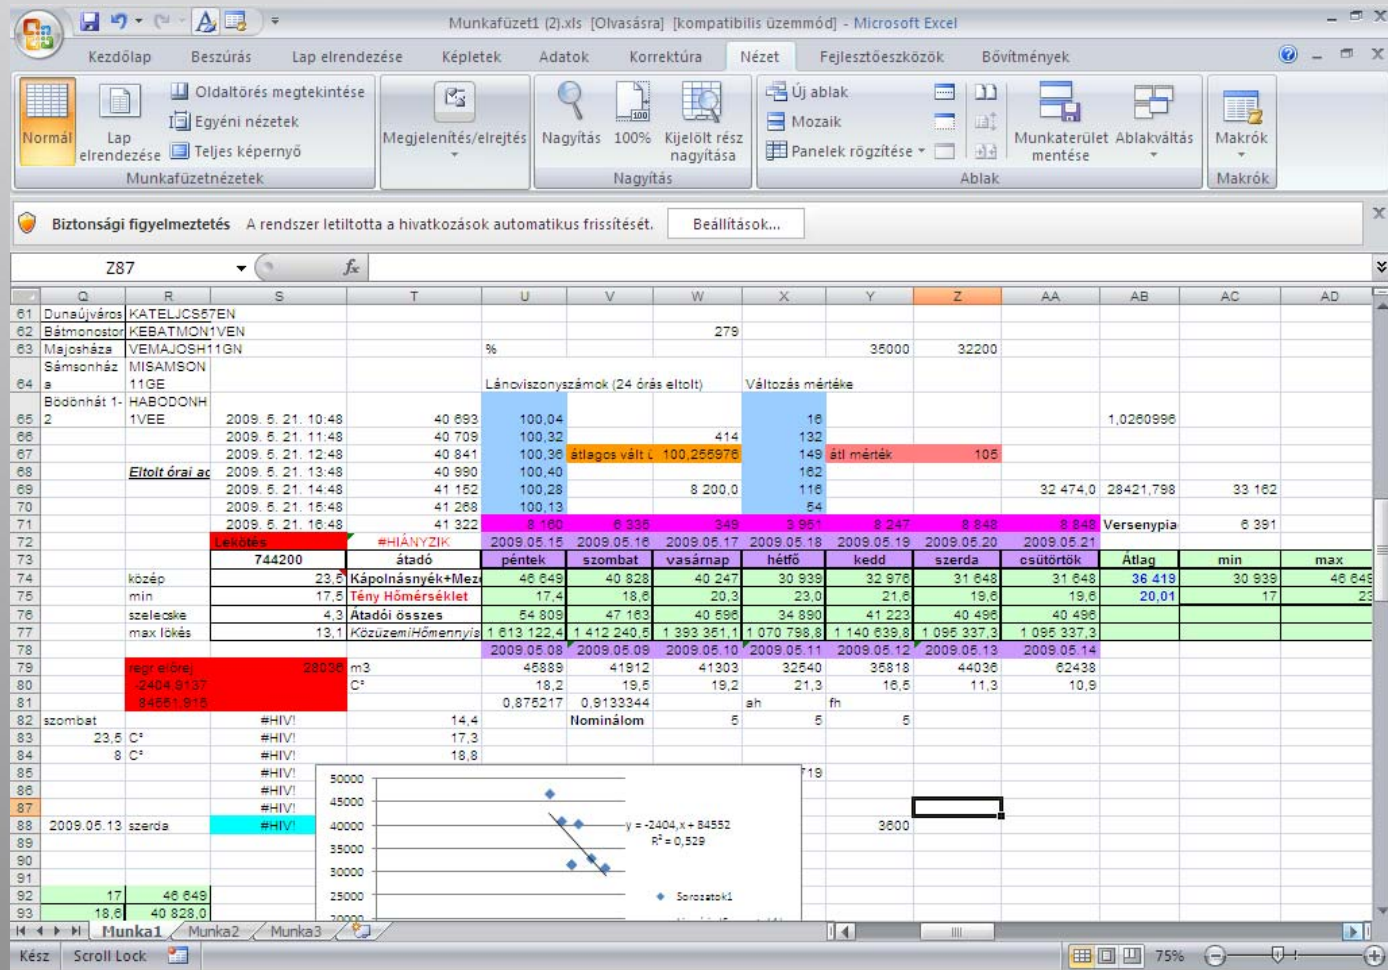 Munkafüzet1 (2).xls [Olvasásra] [kompatibilis üzemmód] - Microsoft Excel
Kezdőlap Beszúrás Lap elrendezése Képletek Adatok Korrektúra Nézet Fejlesztőeszközök Bővítmények
Normál
Lap elrendezése
Oldaltörés megtekintése
Egyéni nézetek
Teljes képernyő
Munkafüzetnézetek
Megjelenítés/elrejtés
Nagyítás 100% Kijelölt rész nagyítása
Nagyítás
Új ablak
Mozaik
Panelek rögzítése
Munkaterület mentése
Ablakváltás
Ablak
Makrók
Makrók
Biztonsági figyelmeztetés A rendszer letiltotta a hivatkozások automatikus frissítését. Beállítások...
Z87 fx
Q R S T U V W X Y Z AA AB AC AD
61 Dunaújváros KATELJCS57EN
62 Bátmonostor KEBATMON1VEN 279
63 Majosháza VEMAJOSH11GN % 35000 32200
64 Sámsonháza MISAMSON11GE Láncviszonyszámok (24 órás eltolt) Változás mértéke
65 Bödönhát 1-2 HABODONH1VEE 2009. 5. 21. 10:48 40 693 100,04 16 1,0260996
66 2009. 5. 21. 11:48 40 709 100,32 414 132
67 2009. 5. 21. 12:48 40 841 100,36 átlagos vált ü 100,255976 149 átl mérték 105
68 Eltolt órai ad 2009. 5. 21. 13:48 40 990 100,40 162
69 2009. 5. 21. 14:48 41 152 100,28 8 200,0 116 32 474,0 28421,798 33 162
70 2009. 5. 21. 15:48 41 268 100,13 54
71 2009. 5. 21. 16:48 41 322 8 160 6 335 349 3 951 8 247 8 848 8 848 Versenypia 6 391
72 Lekötés #HIÁNYZIK 2009.05.15 2009.05.16 2009.05.17 2009.05.18 2009.05.19 2009.05.20 2009.05.21
73 744200 átadó péntek szombat vasárnap hétfő kedd szerda csütörtök Átlag min max
74 közép 23,5 Kápolnásnyék+Mez 46 649 40 828 40 247 30 939 32 976 31 648 31 648 36 419 30 939 46 649
75 min 17,5 Tény Hőmérséklet 17,4 18,6 20,3 23,0 21,6 19,6 19,6 20,01 17 23
76 szelecske 4,3 Átadói összes 54 809 47 163 40 596 34 890 41 223 40 496 40 496
77 max lökés 13,1 KözüzemiHőmennyis 1 613 122,4 1 412 240,5 1 393 351,1 1 070 798,8 1 140 639,8 1 095 337,3 1 095 337,3
78 2009.05.08 2009.05.09 2009.05.10 2009.05.11 2009.05.12 2009.05.13 2009.05.14
79 regr előrej 28036 m3 45889 41912 41303 32540 35818 44036 62438
80 -2404,9137 C° 18,2 19,5 19,2 21,3 16,5 11,3 10,9
81 84551,916 0,875217 0,9133344 ah fh
82 szombat #HIV! 14,4 Nominálom 5 5 5
83 23,5 C° #HIV! 17,3
84 8 C° #HIV! 18,8
85 #HIV! 719
86 #HIV!
87 #HIV!
88 2009.05.13 szerda #HIV! 3600
89
90
91
92 17 46 649
93 18,6 40 828,0
50000
45000
40000
35000
30000
25000
y = -2404,x + 84552
R² = 0,529
Sorozatok1
Munka1 Munka2 Munka3
Kész Scroll Lock 75%